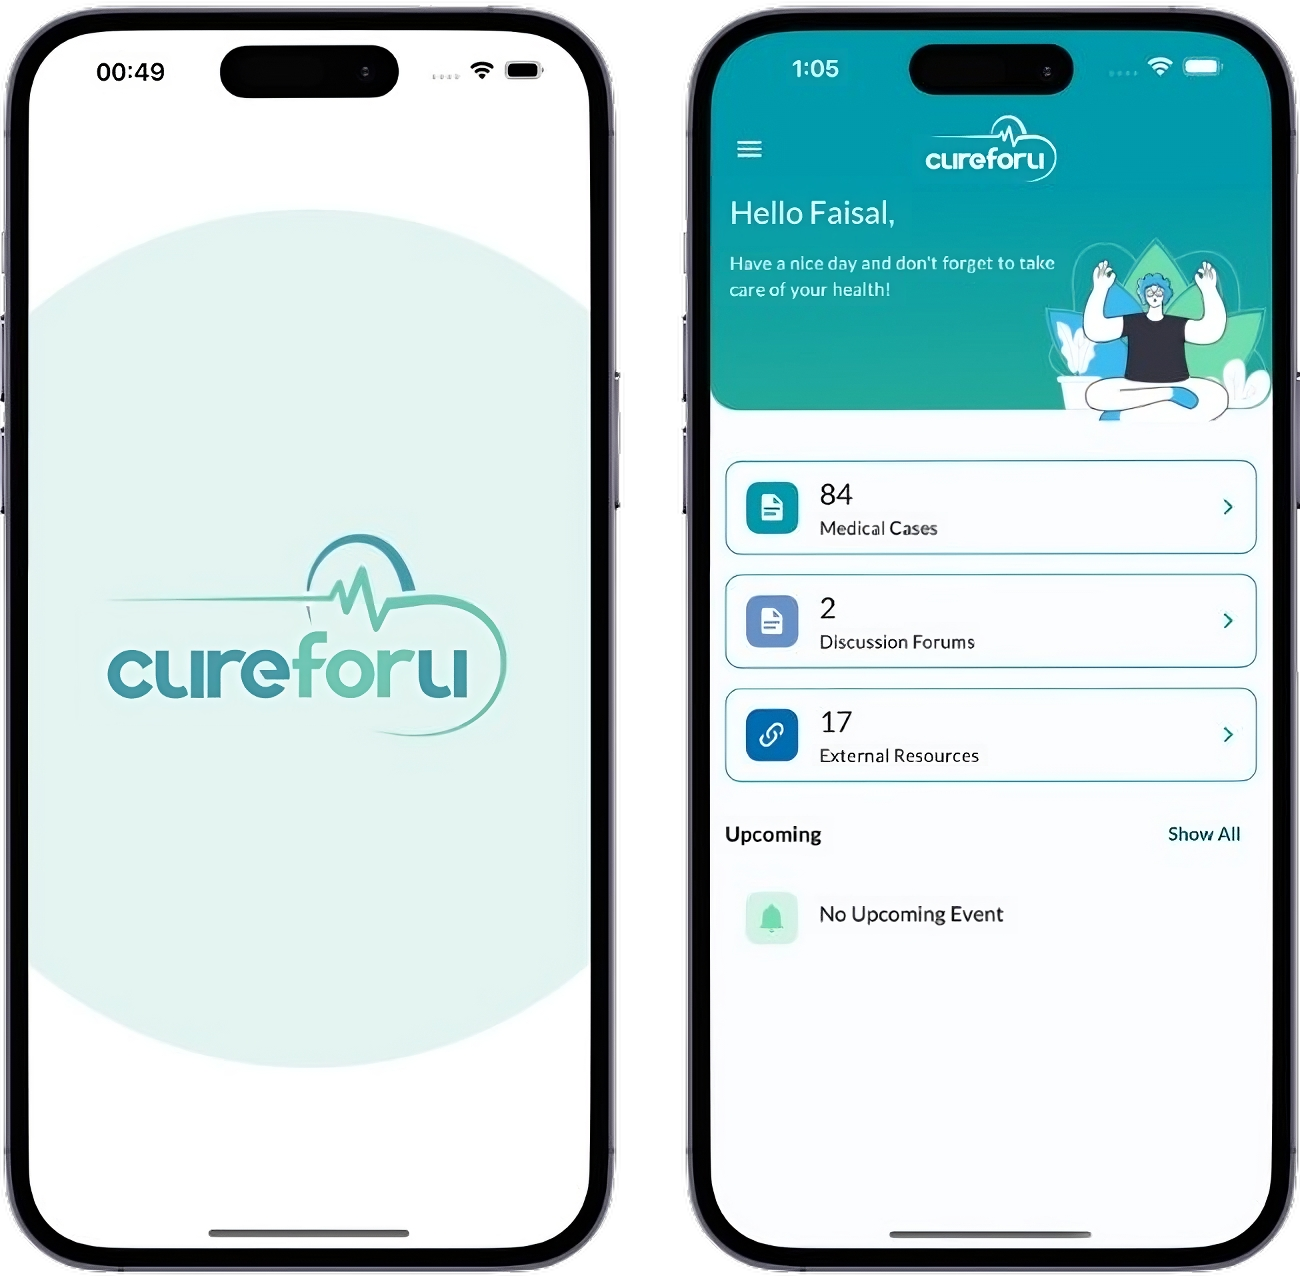 00:49
cureforu
1:05
cureforu
Hello Faisal,
Have a nice day and don't forget to take
care of your health!
84
Medical Cases
2
Discussion Forums
17
External Resources
Upcoming
Show All
No Upcoming Event